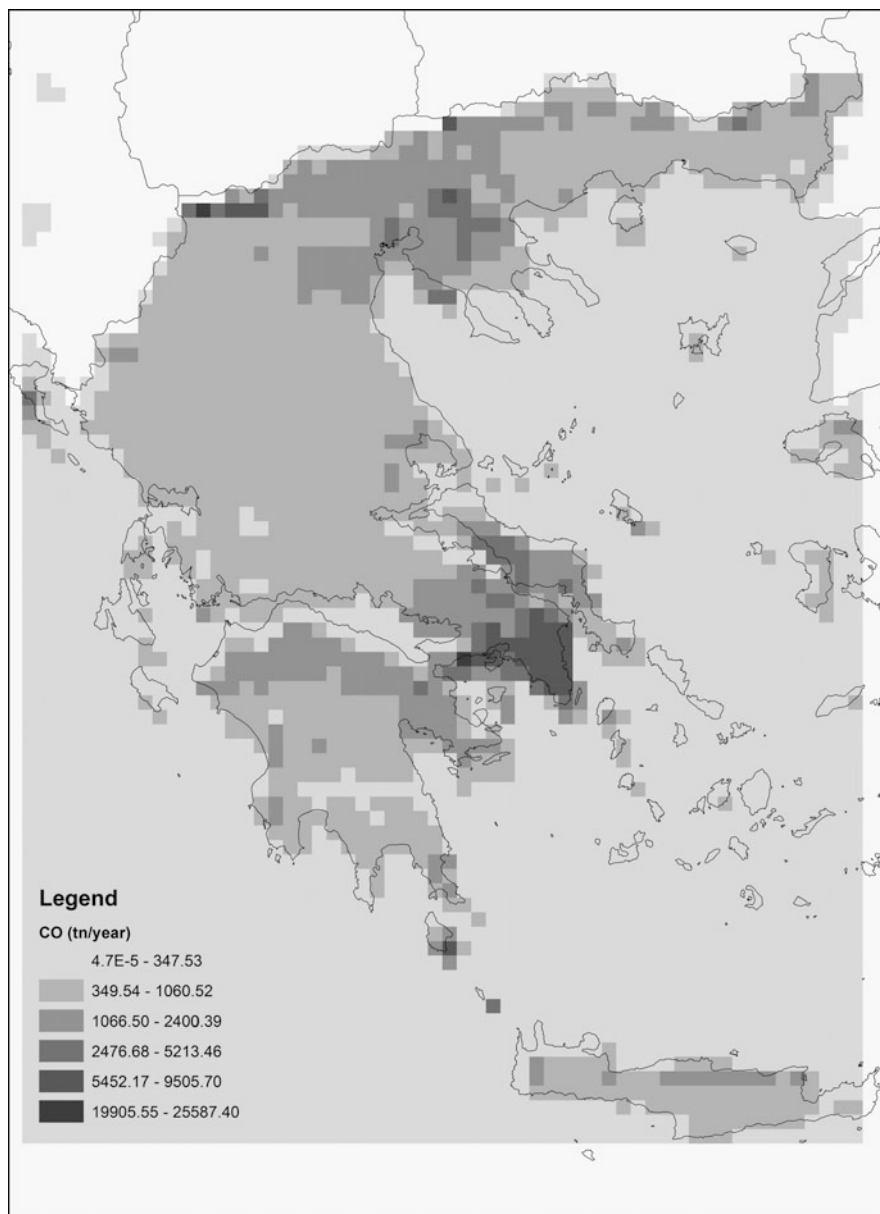 Legend
CO (tn/year)
4.7E-5 - 347.53
349.54 - 1060.52
1066.50 - 2400.39
2476.68 - 5213.46
5452.17 - 9505.70
19905.55 - 25587.40